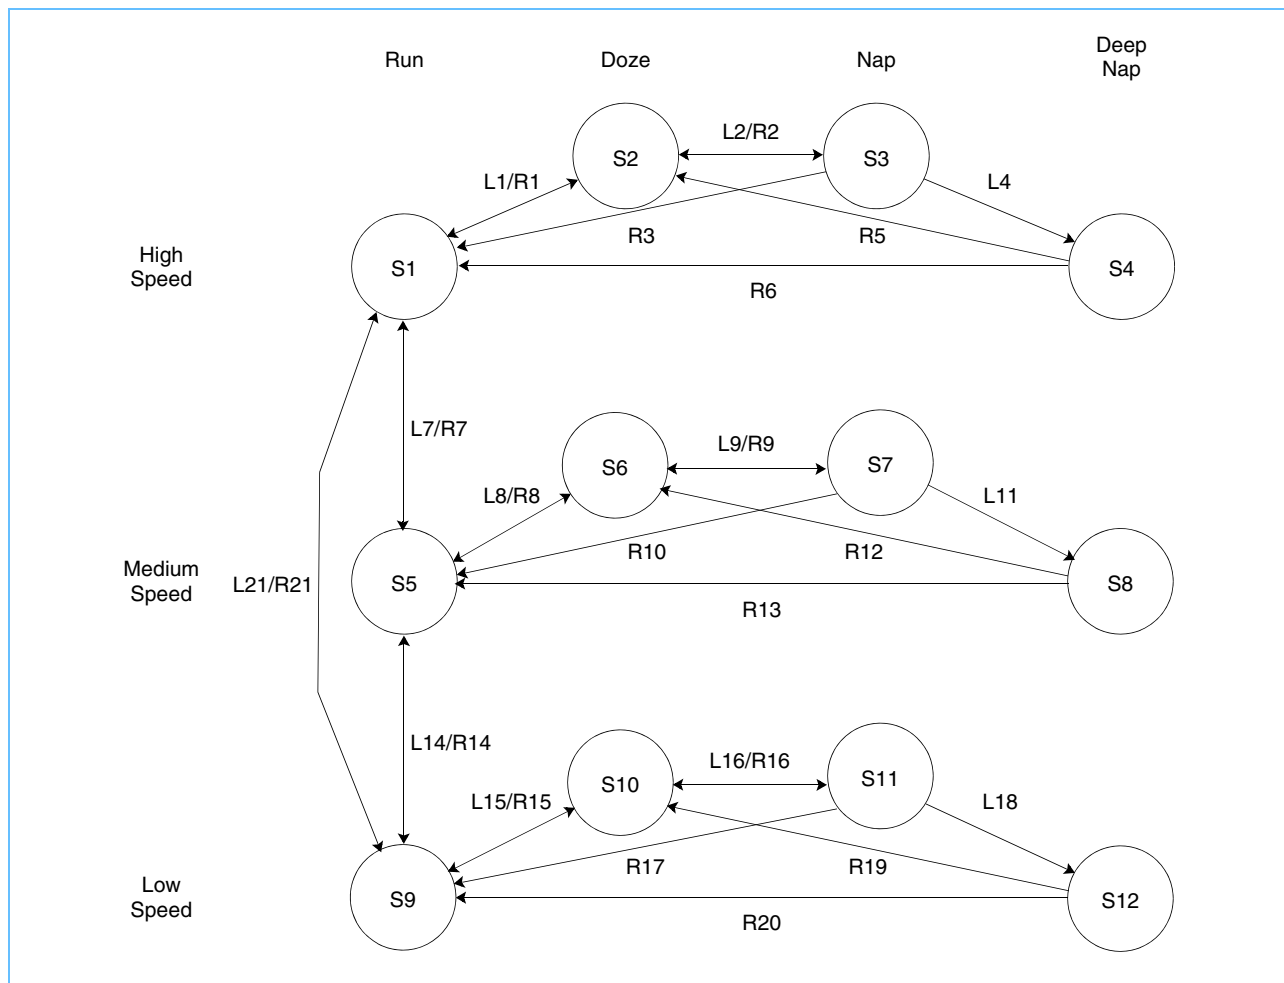 Run
Doze
Nap
Deep
Nap
S2
L2/R2
S3
L1/R1
L4
R3
R5
High
Speed
S1
S4
R6
L7/R7
S6
L9/R9
S7
L8/R8
L11
R10
R12
Medium
Speed
L21/R21
S5
S8
R13
L14/R14
S10
L16/R16
S11
L15/R15
L18
R17
R19
Low
Speed
S9
S12
R20